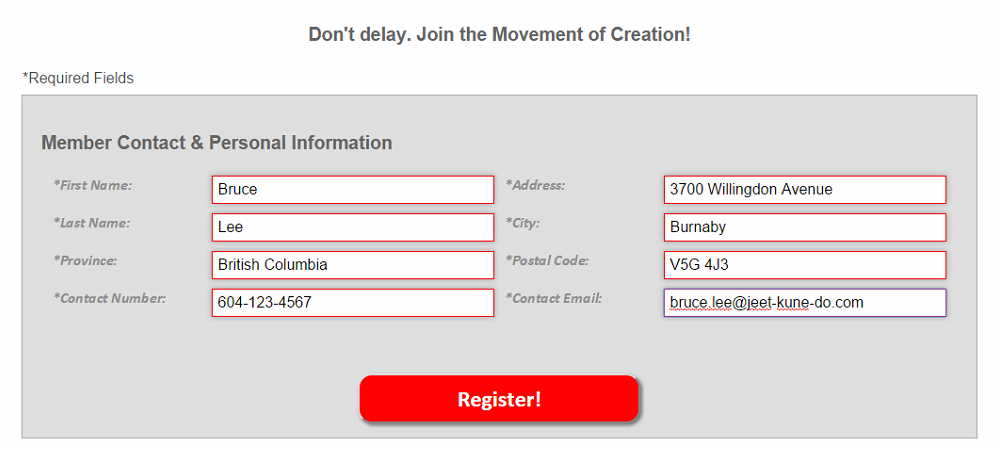 Don't delay. Join the Movement of Creation!
*Required Fields
Member Contact & Personal Information
*First Name: Bruce *Address: 3700 Willingdon Avenue
*Last Name: Lee *City: Burnaby
*Province: British Columbia *Postal Code: V5G 4J3
*Contact Number: 604-123-4567 *Contact Email: bruce.lee@jeet-kune-do.com
Register!